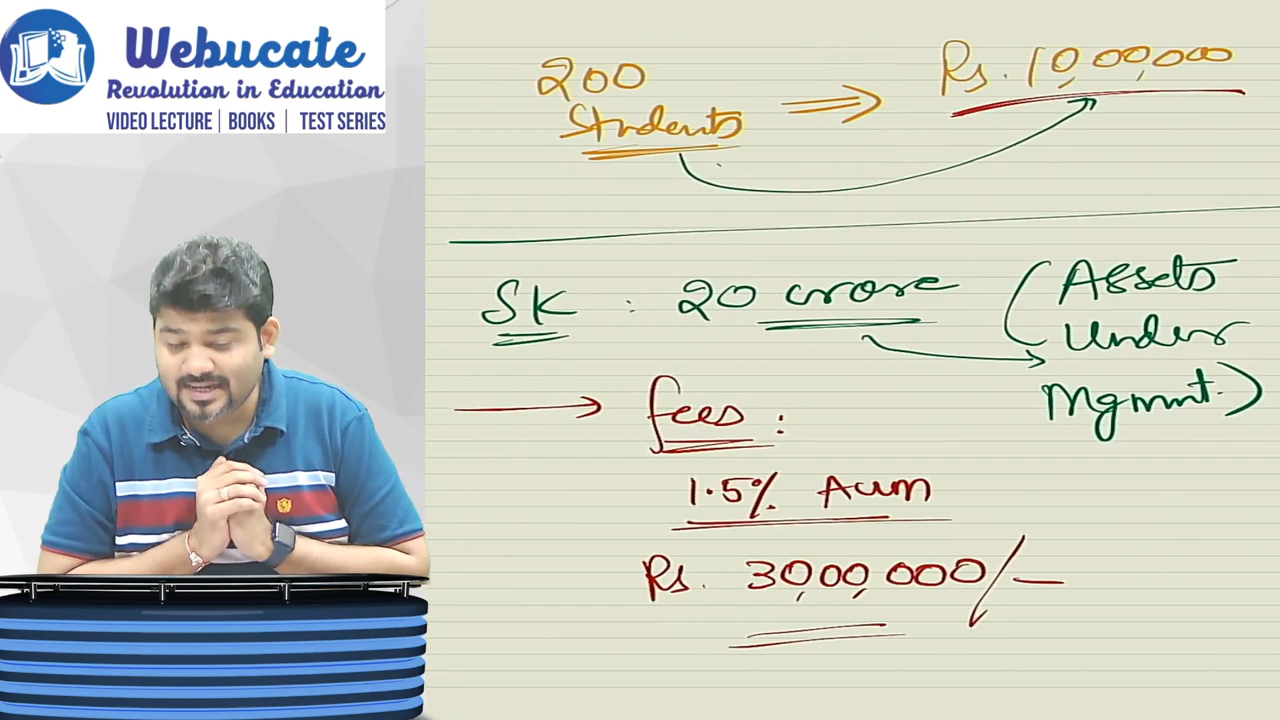 Webucate
Revolution in Education
VIDEO LECTURE | BOOKS | TEST SERIES
200
Students ⇒ Rs. 10,00,000
SK : 20 crore (Assets
Under
Mgmnt.)
→ fees :
1.5% AUM
Rs. 30,00,000/-